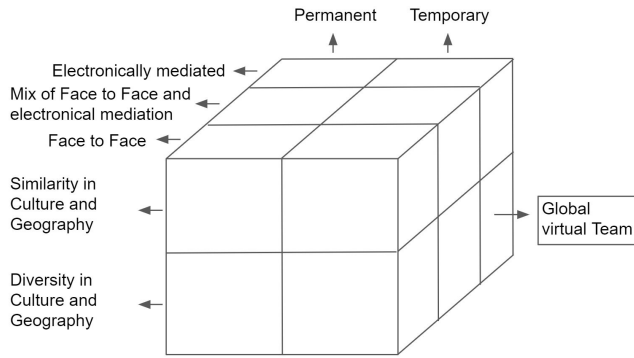 Permanent
Temporary
Electronically mediated
Mix of Face to Face and
electronical mediation
Face to Face
Similarity in
Culture and
Geography
Global
virtual Team
Diversity in
Culture and
Geography